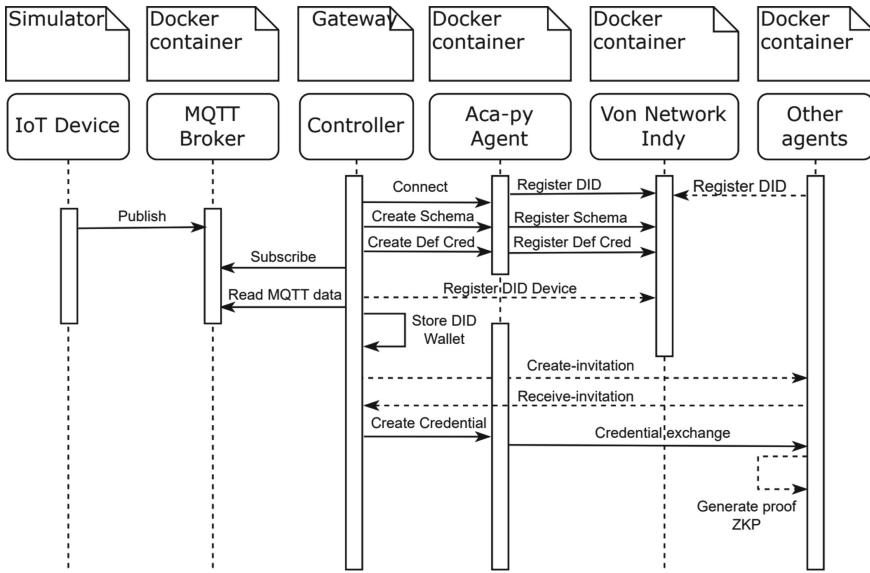 Simulator
Docker
container
Gateway
Docker
container
Docker
container
Docker
container
IoT Device
MQTT
Broker
Controller
Aca-py
Agent
Von Network
Indy
Other
agents
Connect
Register DID
Register DID
Publish
Create Schema
Register Schema
Create Def Cred
Register Def Cred
Subscribe
Read MQTT data
Register DID Device
Store DID
Wallet
Create-invitation
Receive-invitation
Create Credential
Credential exchange
Generate proof
ZKP